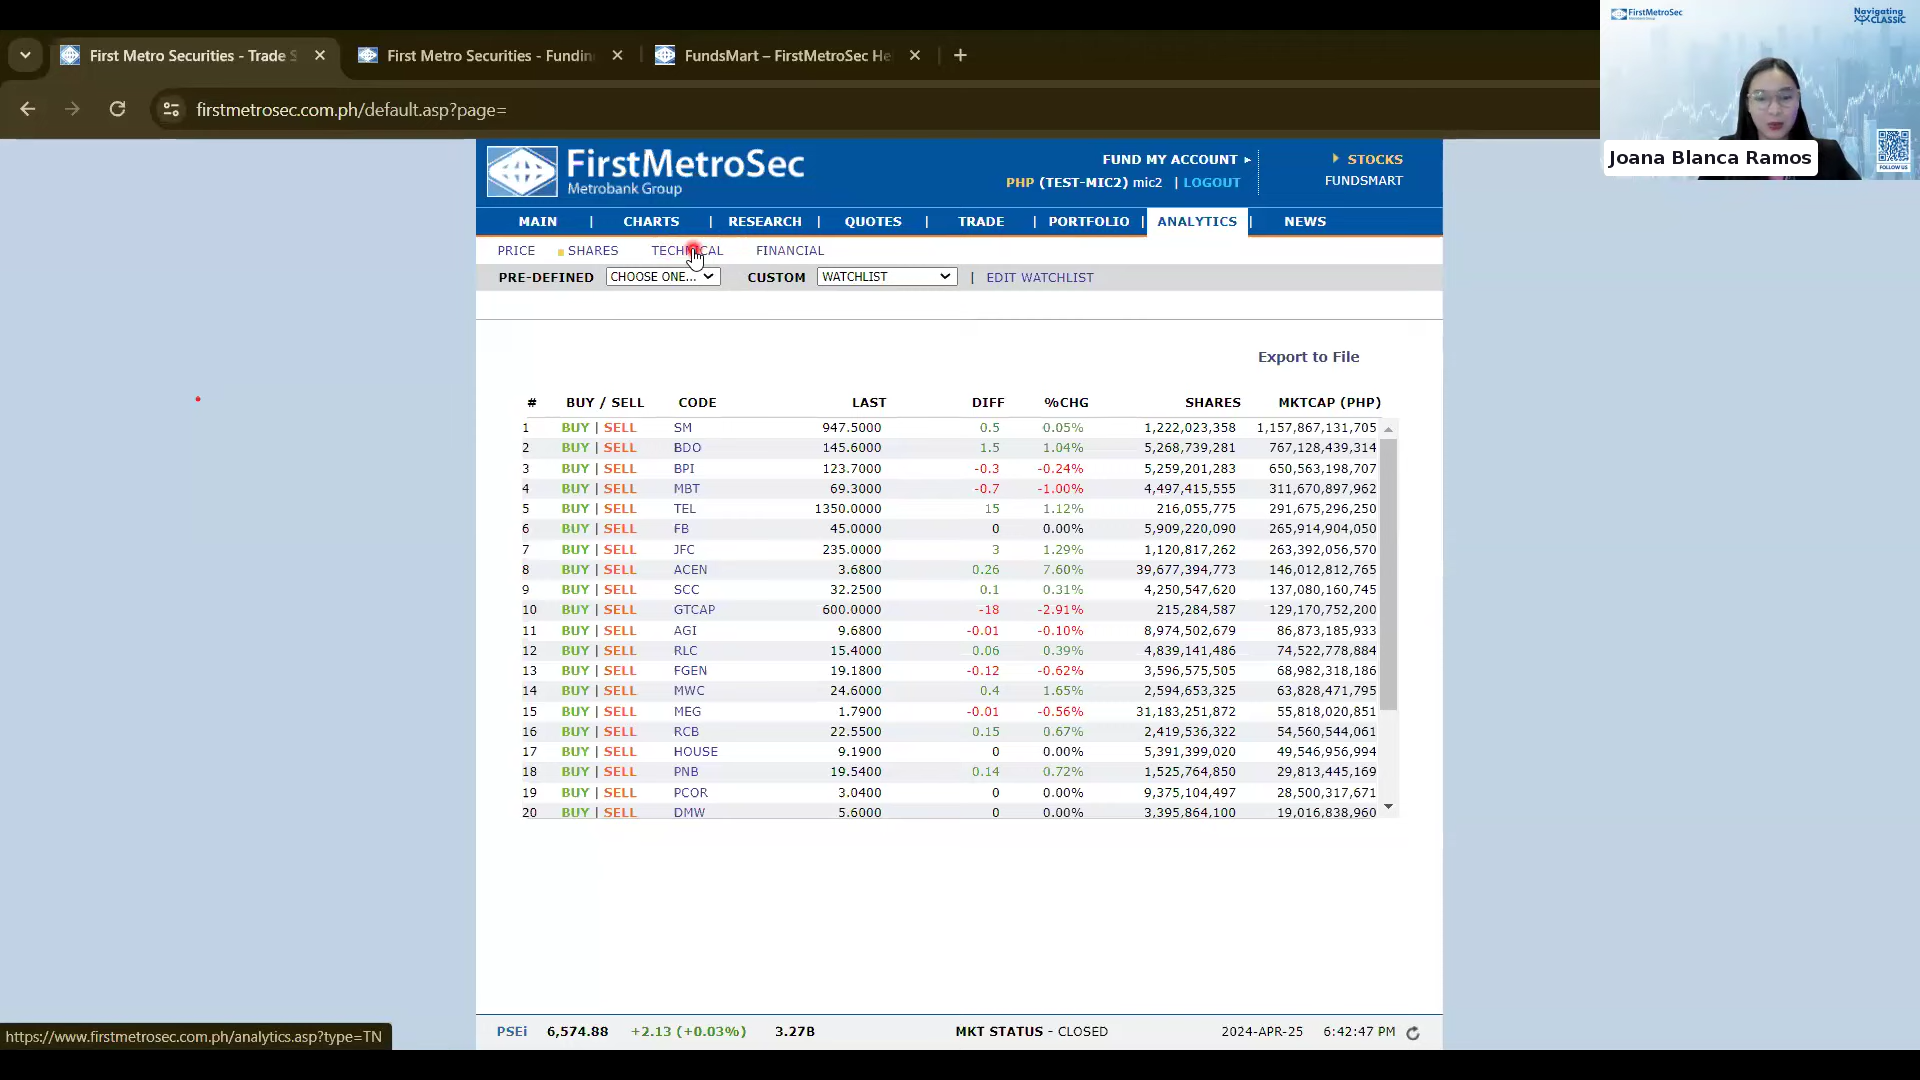 First Metro Securities - Trade S
First Metro Securities - Fundin
FundsMart – FirstMetroSec He
firstmetrosec.com.ph/default.asp?page=
FirstMetroSec
Navigating
CLASSIC
FOLLOW US
Joana Blanca Ramos
FirstMetroSec
Metrobank Group
FUND MY ACCOUNT
PHP (TEST-MIC2) mic2 | LOGOUT
STOCKS
FUNDSMART
MAIN | CHARTS | RESEARCH | QUOTES | TRADE | PORTFOLIO | ANALYTICS | NEWS
PRICE SHARES TECHNICAL FINANCIAL
PRE-DEFINED CHOOSE ONE... CUSTOM WATCHLIST | EDIT WATCHLIST
Export to File
# BUY / SELL CODE LAST DIFF %CHG SHARES MKTCAP (PHP)
1 BUY | SELL SM 947.5000 0.5 0.05% 1,222,023,358 1,157,867,131,705
2 BUY | SELL BDO 145.6000 1.5 1.04% 5,268,739,281 767,128,439,314
3 BUY | SELL BPI 123.7000 -0.3 -0.24% 5,259,201,283 650,563,198,707
4 BUY | SELL MBT 69.3000 -0.7 -1.00% 4,497,415,555 311,670,897,962
5 BUY | SELL TEL 1350.0000 15 1.12% 216,055,775 291,675,296,250
6 BUY | SELL FB 45.0000 0 0.00% 5,909,220,090 265,914,904,050
7 BUY | SELL JFC 235.0000 3 1.29% 1,120,817,262 263,392,056,570
8 BUY | SELL ACEN 3.6800 0.26 7.60% 39,677,394,773 146,012,812,765
9 BUY | SELL SCC 32.2500 0.1 0.31% 4,250,547,620 137,080,160,745
10 BUY | SELL GTCAP 600.0000 -18 -2.91% 215,284,587 129,170,752,200
11 BUY | SELL AGI 9.6800 -0.01 -0.10% 8,974,502,679 86,873,185,933
12 BUY | SELL RLC 15.4000 0.06 0.39% 4,839,141,486 74,522,778,884
13 BUY | SELL FGEN 19.1800 -0.12 -0.62% 3,596,575,505 68,982,318,186
14 BUY | SELL MWC 24.6000 0.4 1.65% 2,594,653,325 63,828,471,795
15 BUY | SELL MEG 1.7900 -0.01 -0.56% 31,183,251,872 55,818,020,851
16 BUY | SELL RCB 22.5500 0.15 0.67% 2,419,536,322 54,560,544,061
17 BUY | SELL HOUSE 9.1900 0 0.00% 5,391,399,020 49,546,956,994
18 BUY | SELL PNB 19.5400 0.14 0.72% 1,525,764,850 29,813,445,169
19 BUY | SELL PCOR 3.0400 0 0.00% 9,375,104,497 28,500,317,671
20 BUY | SELL DMW 5.6000 0 0.00% 3,395,864,100 19,016,838,960
PSEi 6,574.88 +2.13 (+0.03%) 3.27B MKT STATUS - CLOSED 2024-APR-25 6:42:47 PM
https://www.firstmetrosec.com.ph/analytics.asp?type=TN